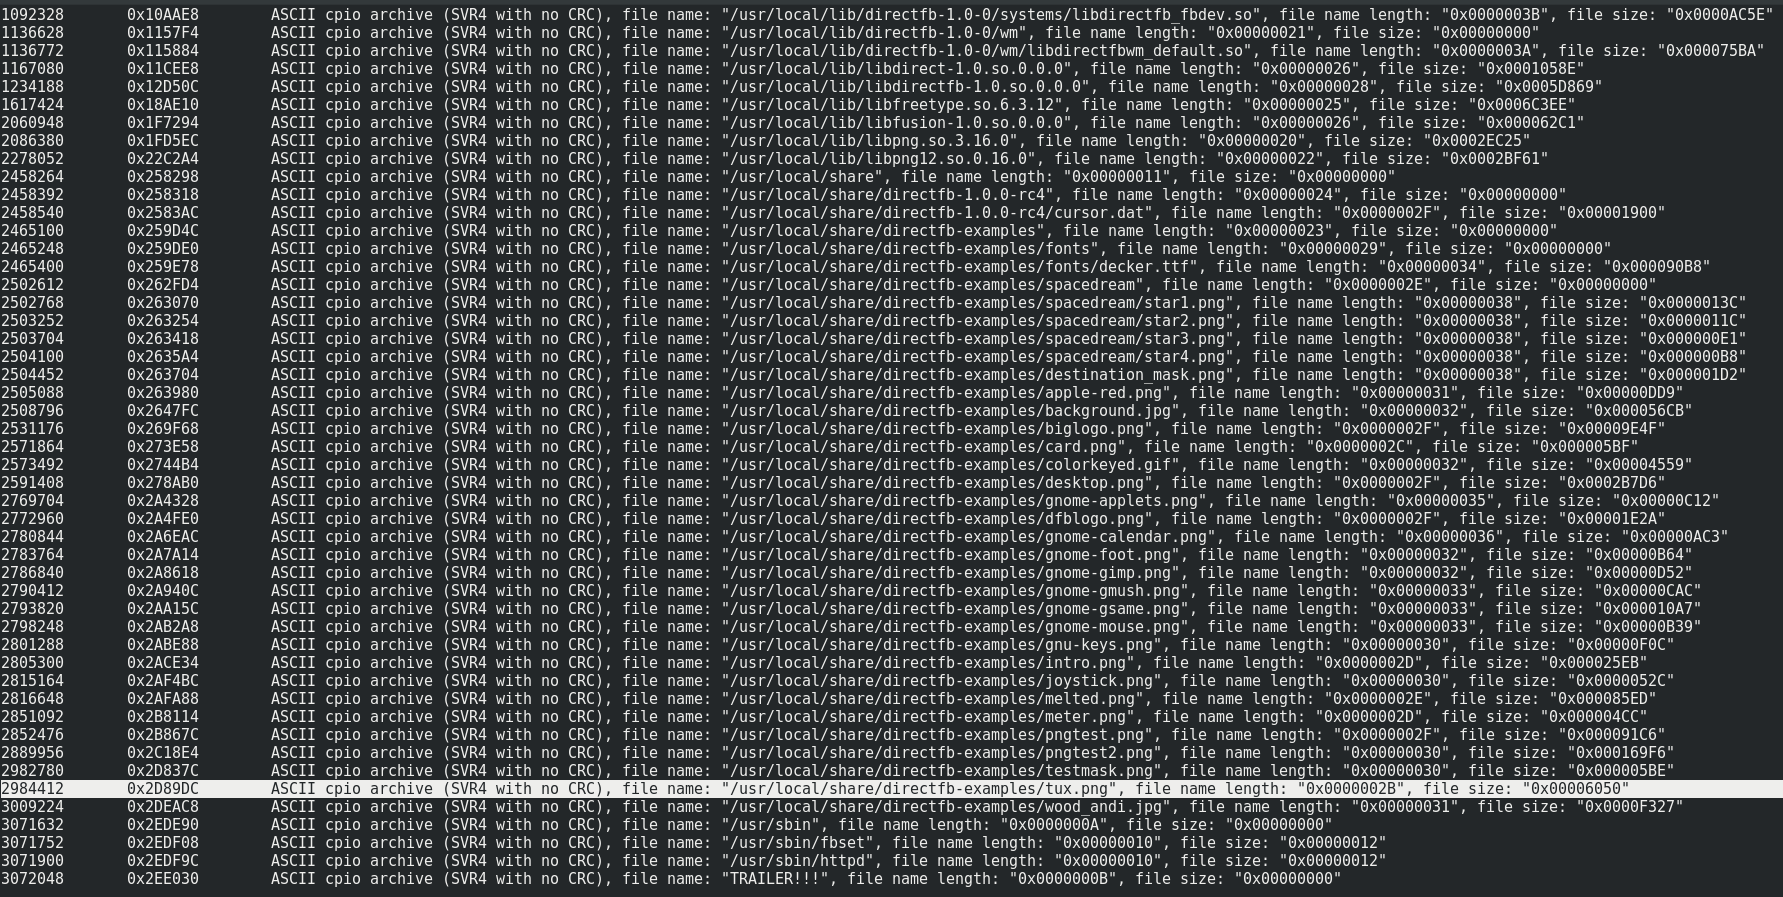 1092328 0x10AAE8 ASCII cpio archive (SVR4 with no CRC), file name: "/usr/local/lib/directfb-1.0-0/systems/libdirectfb_fbdev.so", file name length: "0x0000003B", file size: "0x0000AC5E"
1136628 0x1157F4 ASCII cpio archive (SVR4 with no CRC), file name: "/usr/local/lib/directfb-1.0-0/wm", file name length: "0x00000021", file size: "0x00000000"
1136772 0x115884 ASCII cpio archive (SVR4 with no CRC), file name: "/usr/local/lib/directfb-1.0-0/wm/libdirectfbwm_default.so", file name length: "0x0000003A", file size: "0x000075BA"
1167080 0x11CEE8 ASCII cpio archive (SVR4 with no CRC), file name: "/usr/local/lib/libdirect-1.0.so.0.0.0", file name length: "0x00000026", file size: "0x0001058E"
1234188 0x12D50C ASCII cpio archive (SVR4 with no CRC), file name: "/usr/local/lib/libdirectfb-1.0.so.0.0.0", file name length: "0x00000028", file size: "0x0005D869"
1617424 0x18AE10 ASCII cpio archive (SVR4 with no CRC), file name: "/usr/local/lib/libfreetype.so.6.3.12", file name length: "0x00000025", file size: "0x0006C3EE"
2060948 0x1F7294 ASCII cpio archive (SVR4 with no CRC), file name: "/usr/local/lib/libfusion-1.0.so.0.0.0", file name length: "0x00000026", file size: "0x000062C1"
2086380 0x1FD5EC ASCII cpio archive (SVR4 with no CRC), file name: "/usr/local/lib/libpng.so.3.16.0", file name length: "0x00000020", file size: "0x0002EC25"
2278052 0x22C2A4 ASCII cpio archive (SVR4 with no CRC), file name: "/usr/local/lib/libpng12.so.0.16.0", file name length: "0x00000022", file size: "0x0002BF61"
2458264 0x258298 ASCII cpio archive (SVR4 with no CRC), file name: "/usr/local/share", file name length: "0x00000011", file size: "0x00000000"
2458392 0x258318 ASCII cpio archive (SVR4 with no CRC), file name: "/usr/local/share/directfb-1.0.0-rc4", file name length: "0x00000024", file size: "0x00000000"
2458540 0x2583AC ASCII cpio archive (SVR4 with no CRC), file name: "/usr/local/share/directfb-1.0.0-rc4/cursor.dat", file name length: "0x0000002F", file size: "0x00001900"
2465100 0x259D4C ASCII cpio archive (SVR4 with no CRC), file name: "/usr/local/share/directfb-examples", file name length: "0x00000023", file size: "0x00000000"
2465248 0x259DE0 ASCII cpio archive (SVR4 with no CRC), file name: "/usr/local/share/directfb-examples/fonts", file name length: "0x00000029", file size: "0x00000000"
2465400 0x259E78 ASCII cpio archive (SVR4 with no CRC), file name: "/usr/local/share/directfb-examples/fonts/decker.ttf", file name length: "0x00000034", file size: "0x000090B8"
2502612 0x262FD4 ASCII cpio archive (SVR4 with no CRC), file name: "/usr/local/share/directfb-examples/spacedream", file name length: "0x0000002E", file size: "0x00000000"
2502768 0x263070 ASCII cpio archive (SVR4 with no CRC), file name: "/usr/local/share/directfb-examples/spacedream/star1.png", file name length: "0x00000038", file size: "0x0000013C"
2503252 0x263254 ASCII cpio archive (SVR4 with no CRC), file name: "/usr/local/share/directfb-examples/spacedream/star2.png", file name length: "0x00000038", file size: "0x0000011C"
2503704 0x263418 ASCII cpio archive (SVR4 with no CRC), file name: "/usr/local/share/directfb-examples/spacedream/star3.png", file name length: "0x00000038", file size: "0x000000E1"
2504100 0x2635A4 ASCII cpio archive (SVR4 with no CRC), file name: "/usr/local/share/directfb-examples/spacedream/star4.png", file name length: "0x00000038", file size: "0x000000B8"
2504452 0x263704 ASCII cpio archive (SVR4 with no CRC), file name: "/usr/local/share/directfb-examples/destination_mask.png", file name length: "0x00000038", file size: "0x000001D2"
2505088 0x263980 ASCII cpio archive (SVR4 with no CRC), file name: "/usr/local/share/directfb-examples/apple-red.png", file name length: "0x00000031", file size: "0x00000DD9"
2508796 0x2647FC ASCII cpio archive (SVR4 with no CRC), file name: "/usr/local/share/directfb-examples/background.jpg", file name length: "0x00000032", file size: "0x000056CB"
2531176 0x269F68 ASCII cpio archive (SVR4 with no CRC), file name: "/usr/local/share/directfb-examples/biglogo.png", file name length: "0x0000002F", file size: "0x00009E4F"
2571864 0x273E58 ASCII cpio archive (SVR4 with no CRC), file name: "/usr/local/share/directfb-examples/card.png", file name length: "0x0000002C", file size: "0x000005BF"
2573492 0x2744B4 ASCII cpio archive (SVR4 with no CRC), file name: "/usr/local/share/directfb-examples/colorkeyed.gif", file name length: "0x00000032", file size: "0x00004559"
2591408 0x278AB0 ASCII cpio archive (SVR4 with no CRC), file name: "/usr/local/share/directfb-examples/desktop.png", file name length: "0x0000002F", file size: "0x0002B7D6"
2769704 0x2A4328 ASCII cpio archive (SVR4 with no CRC), file name: "/usr/local/share/directfb-examples/gnome-applets.png", file name length: "0x00000035", file size: "0x00000C12"
2772960 0x2A4FE0 ASCII cpio archive (SVR4 with no CRC), file name: "/usr/local/share/directfb-examples/dfblogo.png", file name length: "0x0000002F", file size: "0x00001E2A"
2780844 0x2A6EAC ASCII cpio archive (SVR4 with no CRC), file name: "/usr/local/share/directfb-examples/gnome-calendar.png", file name length: "0x00000036", file size: "0x00000AC3"
2783764 0x2A7A14 ASCII cpio archive (SVR4 with no CRC), file name: "/usr/local/share/directfb-examples/gnome-foot.png", file name length: "0x00000032", file size: "0x00000B64"
2786840 0x2A8618 ASCII cpio archive (SVR4 with no CRC), file name: "/usr/local/share/directfb-examples/gnome-gimp.png", file name length: "0x00000032", file size: "0x00000D52"
2790412 0x2A940C ASCII cpio archive (SVR4 with no CRC), file name: "/usr/local/share/directfb-examples/gnome-gmush.png", file name length: "0x00000033", file size: "0x00000CAC"
2793820 0x2AA15C ASCII cpio archive (SVR4 with no CRC), file name: "/usr/local/share/directfb-examples/gnome-gsame.png", file name length: "0x00000033", file size: "0x000010A7"
2798248 0x2AB2A8 ASCII cpio archive (SVR4 with no CRC), file name: "/usr/local/share/directfb-examples/gnome-mouse.png", file name length: "0x00000033", file size: "0x00000B39"
2801288 0x2ABE88 ASCII cpio archive (SVR4 with no CRC), file name: "/usr/local/share/directfb-examples/gnu-keys.png", file name length: "0x00000030", file size: "0x00000F0C"
2805300 0x2ACE34 ASCII cpio archive (SVR4 with no CRC), file name: "/usr/local/share/directfb-examples/intro.png", file name length: "0x0000002D", file size: "0x000025EB"
2815164 0x2AF4BC ASCII cpio archive (SVR4 with no CRC), file name: "/usr/local/share/directfb-examples/joystick.png", file name length: "0x00000030", file size: "0x0000052C"
2816648 0x2AFA88 ASCII cpio archive (SVR4 with no CRC), file name: "/usr/local/share/directfb-examples/melted.png", file name length: "0x0000002E", file size: "0x000085ED"
2851092 0x2B8114 ASCII cpio archive (SVR4 with no CRC), file name: "/usr/local/share/directfb-examples/meter.png", file name length: "0x0000002D", file size: "0x000004CC"
2852476 0x2B867C ASCII cpio archive (SVR4 with no CRC), file name: "/usr/local/share/directfb-examples/pngtest.png", file name length: "0x0000002F", file size: "0x000091C6"
2889956 0x2C18E4 ASCII cpio archive (SVR4 with no CRC), file name: "/usr/local/share/directfb-examples/pngtest2.png", file name length: "0x00000030", file size: "0x000169F6"
2982780 0x2D837C ASCII cpio archive (SVR4 with no CRC), file name: "/usr/local/share/directfb-examples/testmask.png", file name length: "0x00000030", file size: "0x000005BE"
2984412 0x2D89DC ASCII cpio archive (SVR4 with no CRC), file name: "/usr/local/share/directfb-examples/tux.png", file name length: "0x0000002B", file size: "0x00006050"
3009224 0x2DEAC8 ASCII cpio archive (SVR4 with no CRC), file name: "/usr/local/share/directfb-examples/wood_andi.jpg", file name length: "0x00000031", file size: "0x0000F327"
3071632 0x2EDE90 ASCII cpio archive (SVR4 with no CRC), file name: "/usr/sbin", file name length: "0x0000000A", file size: "0x00000000"
3071752 0x2EDF08 ASCII cpio archive (SVR4 with no CRC), file name: "/usr/sbin/fbset", file name length: "0x00000010", file size: "0x00000012"
3071900 0x2EDF9C ASCII cpio archive (SVR4 with no CRC), file name: "/usr/sbin/httpd", file name length: "0x00000010", file size: "0x00000012"
3072048 0x2EE030 ASCII cpio archive (SVR4 with no CRC), file name: "TRAILER!!!", file name length: "0x0000000B", file size: "0x00000000"